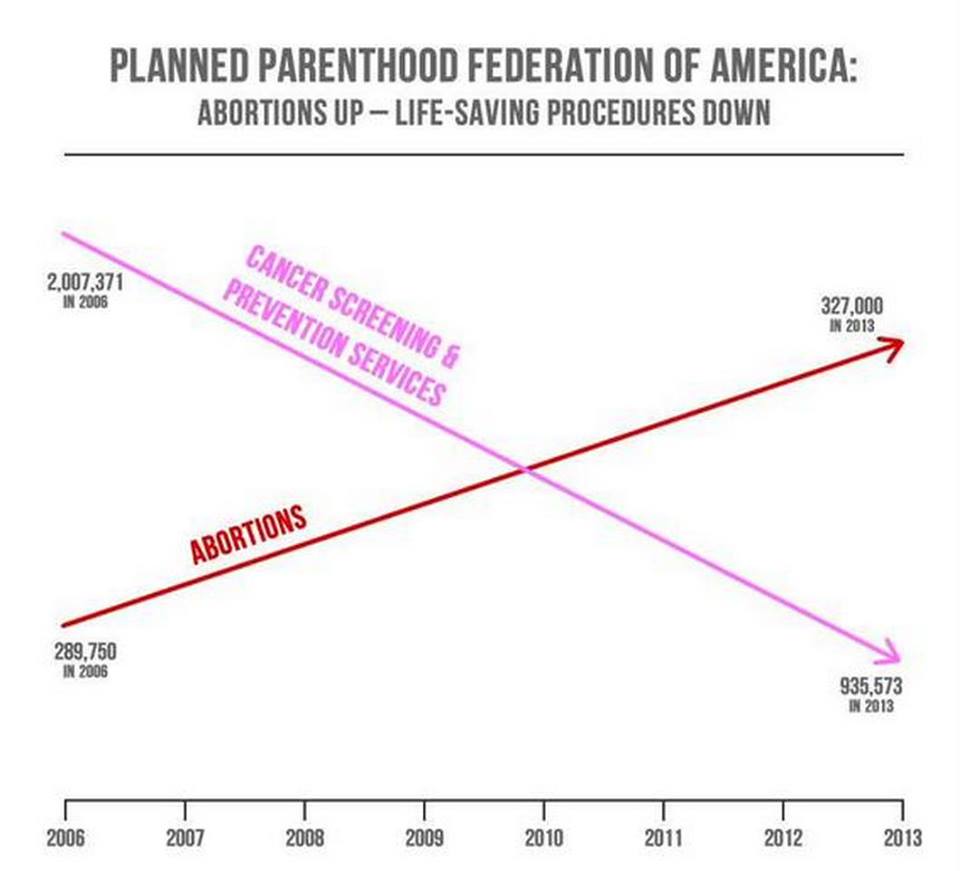 PLANNED PARENTHOOD FEDERATION OF AMERICA:
ABORTIONS UP – LIFE-SAVING PROCEDURES DOWN
CANCER SCREENING &
PREVENTION SERVICES
2,007,371
IN 2006
327,000
IN 2013
ABORTIONS
289,750
IN 2006
935,573
IN 2013
2006 2007 2008 2009 2010 2011 2012 2013